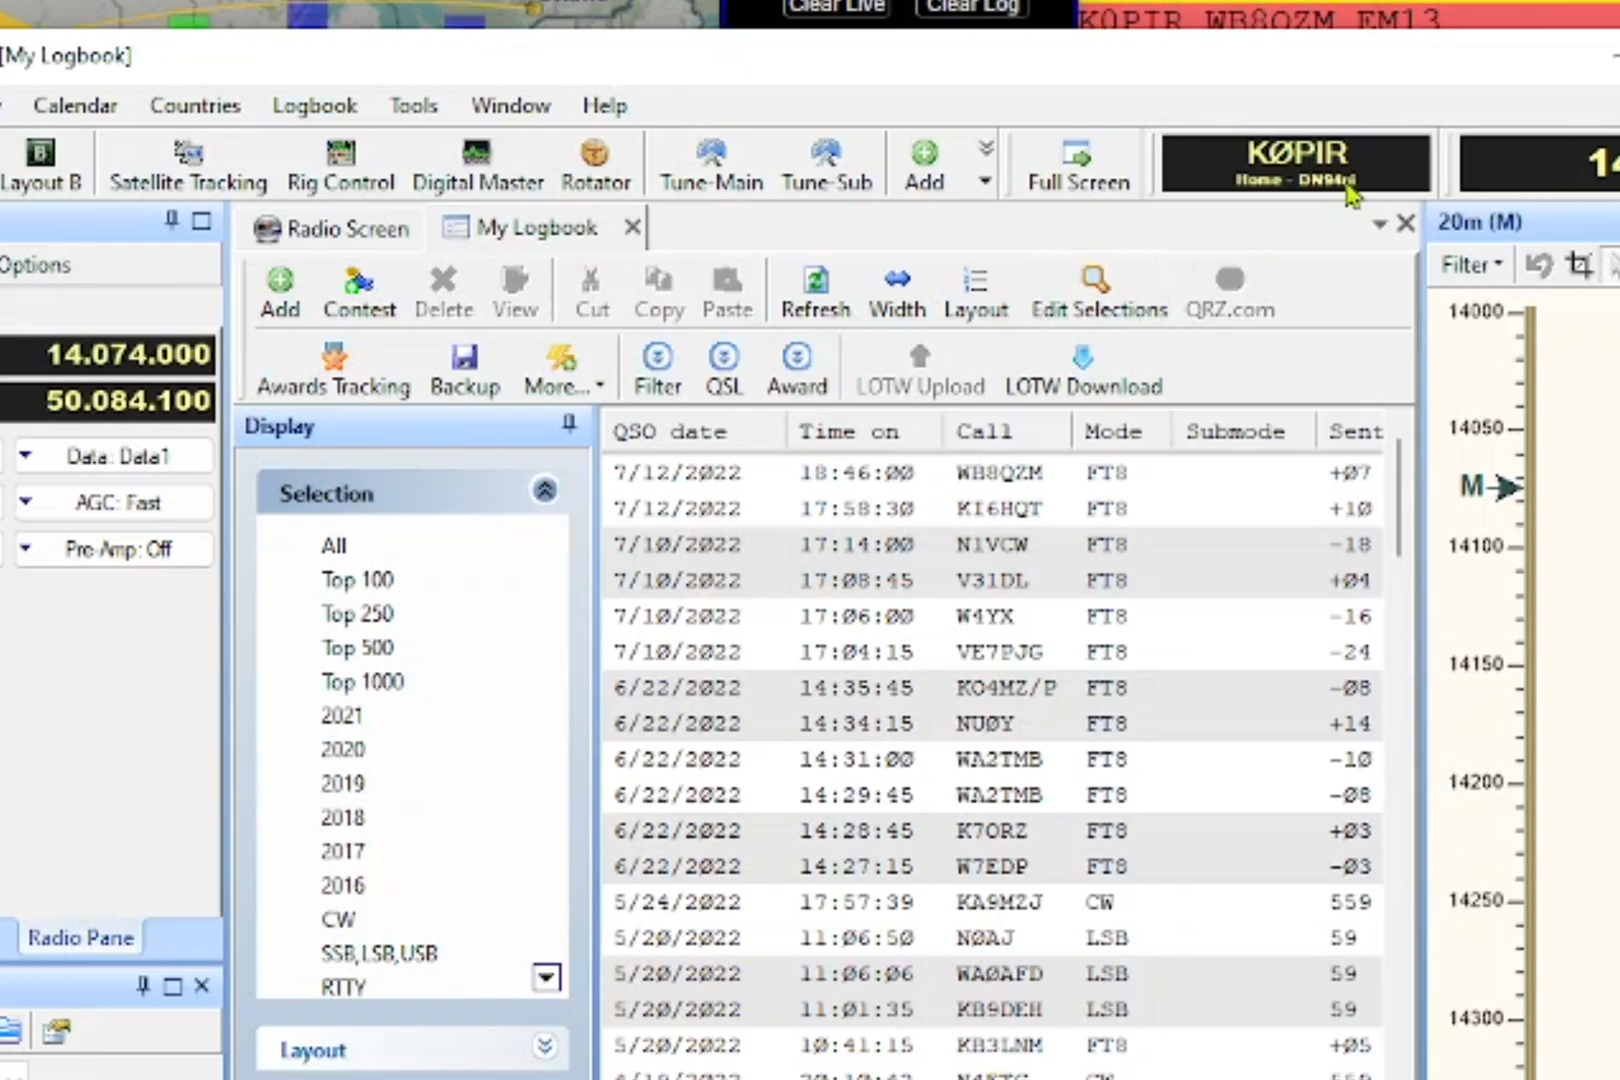 Clear Live Clear Log
K0PIR WB8QZM EM13
[My Logbook]
Calendar Countries Logbook Tools Window Help
Layout B Satellite Tracking Rig Control Digital Master Rotator Tune-Main Tune-Sub Add Full Screen
KØPIR
Home - DN94
14
Options
Radio Screen My Logbook
20m (M)
Add Contest Delete View Cut Copy Paste Refresh Width Layout Edit Selections QRZ.com
Filter
Awards Tracking Backup More... Filter QSL Award LOTW Upload LOTW Download
14.074.000
50.084.100
Data: Data1
AGC: Fast
Pre-Amp: Off
Radio Pane
Display
Selection
All
Top 100
Top 250
Top 500
Top 1000
2021
2020
2019
2018
2017
2016
CW
SSB,LSB,USB
RTTY
Layout
QSO date Time on Call Mode Submode Sent
7/12/2022 18:46:00 WB8QZM FT8 +07
7/12/2022 17:58:30 KI6HQT FT8 +10
7/10/2022 17:14:00 N1VCW FT8 -18
7/10/2022 17:08:45 V31DL FT8 +04
7/10/2022 17:06:00 W4YX FT8 -16
7/10/2022 17:04:15 VE7PJG FT8 -24
6/22/2022 14:35:45 KO4MZ/P FT8 -08
6/22/2022 14:34:15 NUØY FT8 +14
6/22/2022 14:31:00 WA2TMB FT8 -10
6/22/2022 14:29:45 WA2TMB FT8 -08
6/22/2022 14:28:45 K7ORZ FT8 +03
6/22/2022 14:27:15 W7EDP FT8 -03
5/24/2022 17:57:39 KA9MZJ CW 559
5/20/2022 11:06:50 NØAJ LSB 59
5/20/2022 11:06:06 WAØAFD LSB 59
5/20/2022 11:01:35 KB9DEH LSB 59
5/20/2022 10:41:15 KB3LNM FT8 +05
14000
14050
M
14100
14150
14200
14250
14300